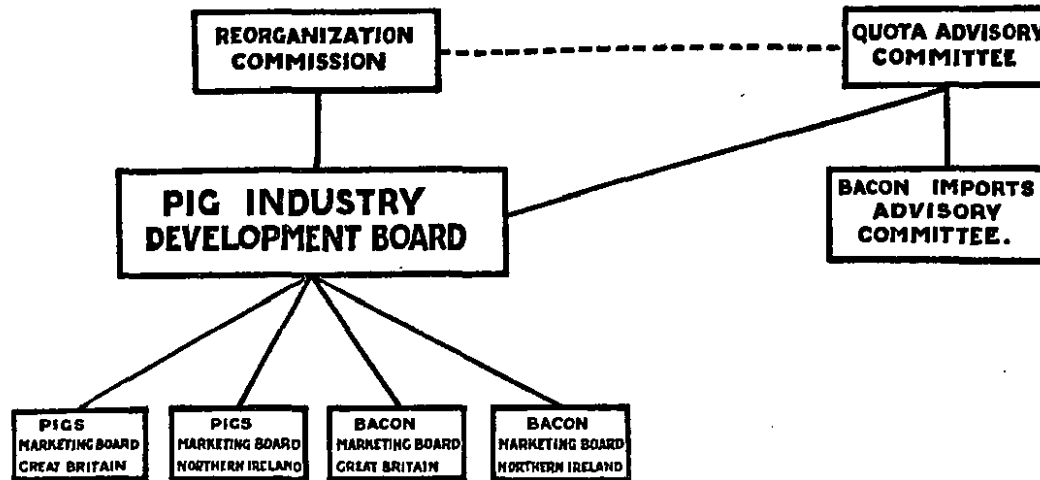 REORGANIZATION
COMMISSION
QUOTA ADVISORY
COMMITTEE
PIG INDUSTRY
DEVELOPMENT BOARD
BACON IMPORTS
ADVISORY
COMMITTEE.
PIGS
MARKETING BOARD
GREAT BRITAIN
PIGS
MARKETING BOARD
NORTHERN IRELAND
BACON
MARKETING BOARD
GREAT BRITAIN
BACON
MARKETING BOARD
NORTHERN IRELAND